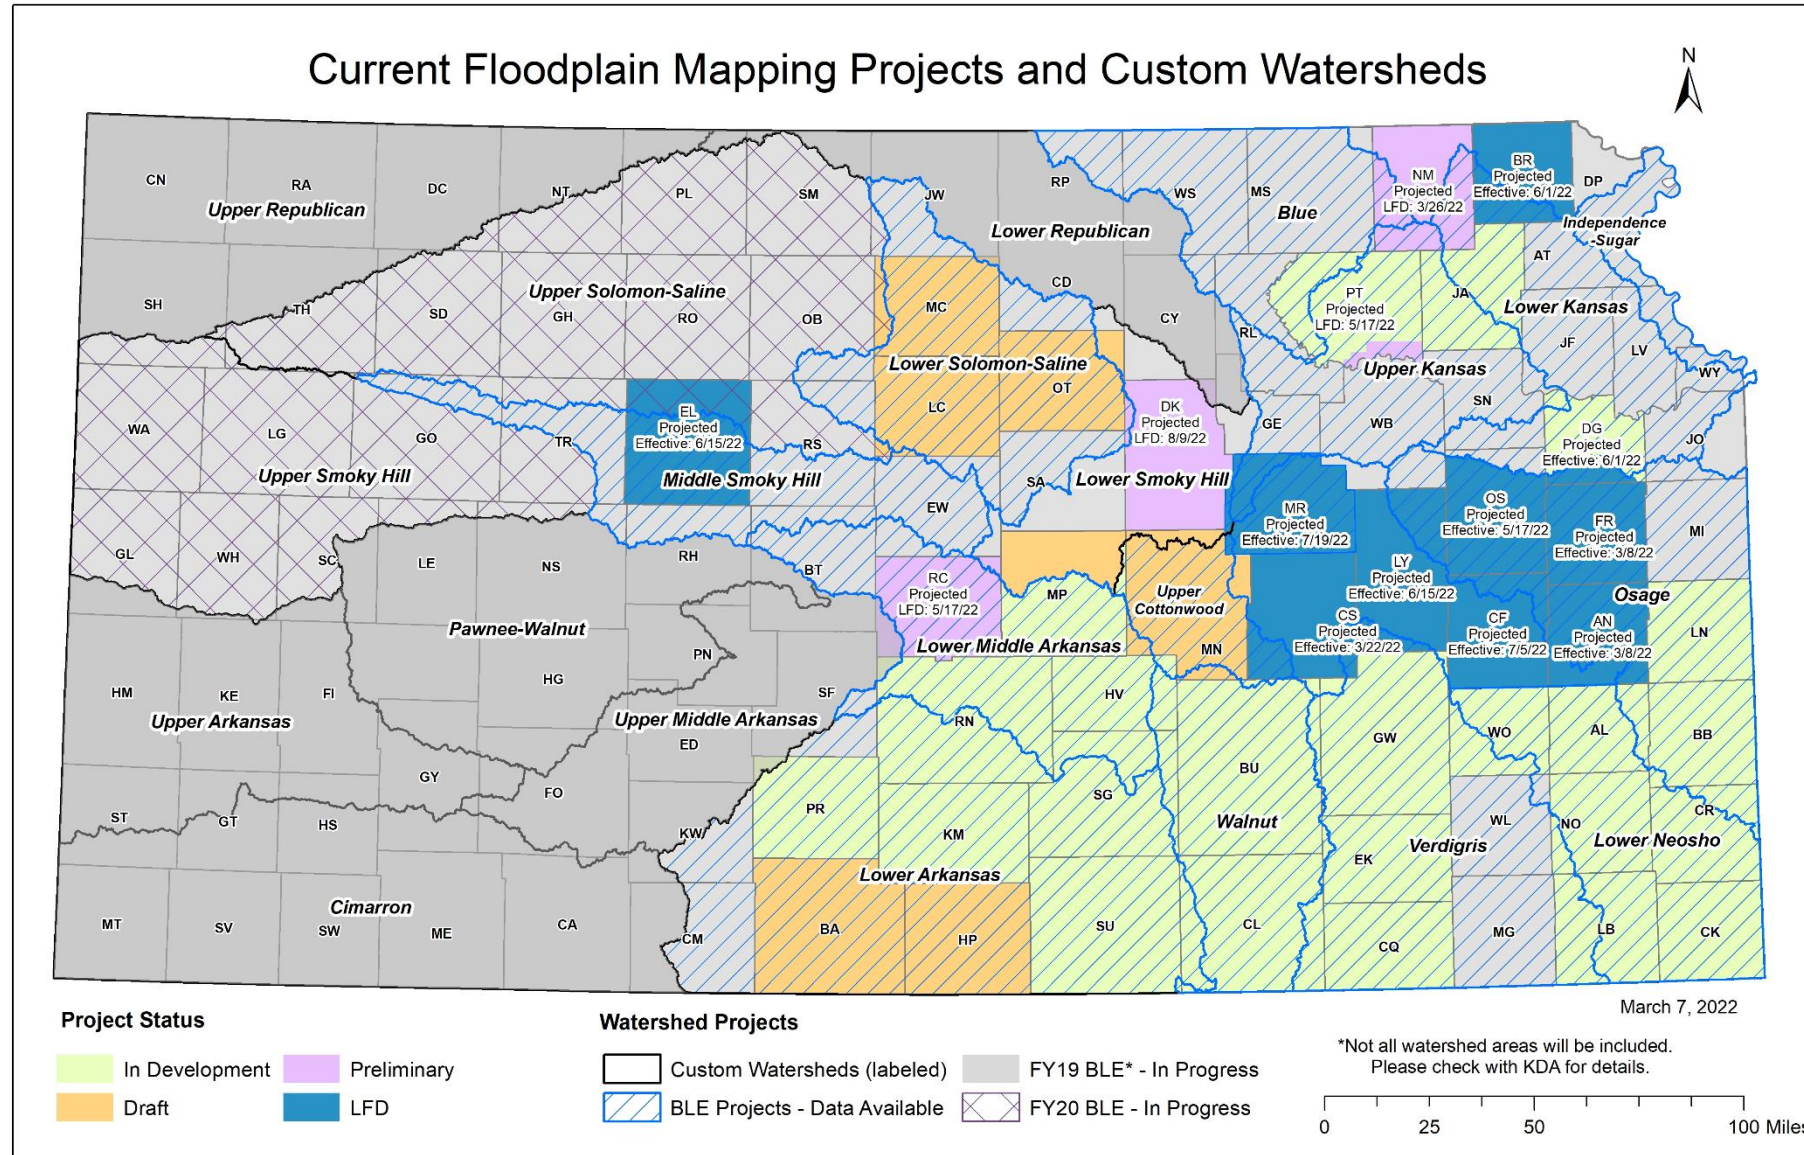 Current Floodplain Mapping Projects and Custom Watersheds
N
CN
RA
DC
NT
PL
SM
JW
RP
WS
MS
NM
Projected
LFD: 3/26/22
BR
Projected
Effective: 6/1/22
DP
Upper Republican
Lower Republican
Blue
Independence
-Sugar
SH
TH
SD
GH
RO
OB
MC
CD
CY
RL
PT
Projected
LFD: 5/17/22
JA
AT
Upper Solomon-Saline
Lower Kansas
JF
LV
WY
Lower Solomon-Saline
Upper Kansas
WA
LG
GO
TR
EL
Projected
Effective: 6/15/22
RS
LC
OT
DK
Projected
LFD: 8/9/22
GE
WB
SN
DG
Projected
Effective: 6/1/22
JO
Upper Smoky Hill
Middle Smoky Hill
Lower Smoky Hill
GL
WH
SC
LE
NS
RH
BT
EW
SA
MR
Projected
Effective: 7/19/22
OS
Projected
Effective: 5/17/22
FR
Projected
Effective: 3/8/22
MI
RC
Projected
LFD: 5/17/22
MP
Upper
Cottonwood
MN
LY
Projected
Effective: 6/15/22
CS
Projected
Effective: 3/22/22
CF
Projected
Effective: 7/5/22
AN
Projected
Effective: 3/8/22
Osage
LN
Pawnee-Walnut
Lower Middle Arkansas
HM
KE
FI
HG
PN
SF
RN
HV
Upper Arkansas
Upper Middle Arkansas
ED
GW
WO
AL
BB
ST
GT
HS
GY
FO
KW
PR
KM
SG
BU
Walnut
EK
Verdigris
WL
NO
CR
Lower Neosho
Lower Arkansas
Cimarron
MT
SV
SW
ME
CA
CM
BA
HP
SU
CL
CQ
MG
LB
CK
March 7, 2022
Project Status
In Development
Preliminary
Draft
LFD
Watershed Projects
Custom Watersheds (labeled)
FY19 BLE* - In Progress
BLE Projects - Data Available
FY20 BLE - In Progress
*Not all watershed areas will be included.
Please check with KDA for details.
0 25 50 100 Miles